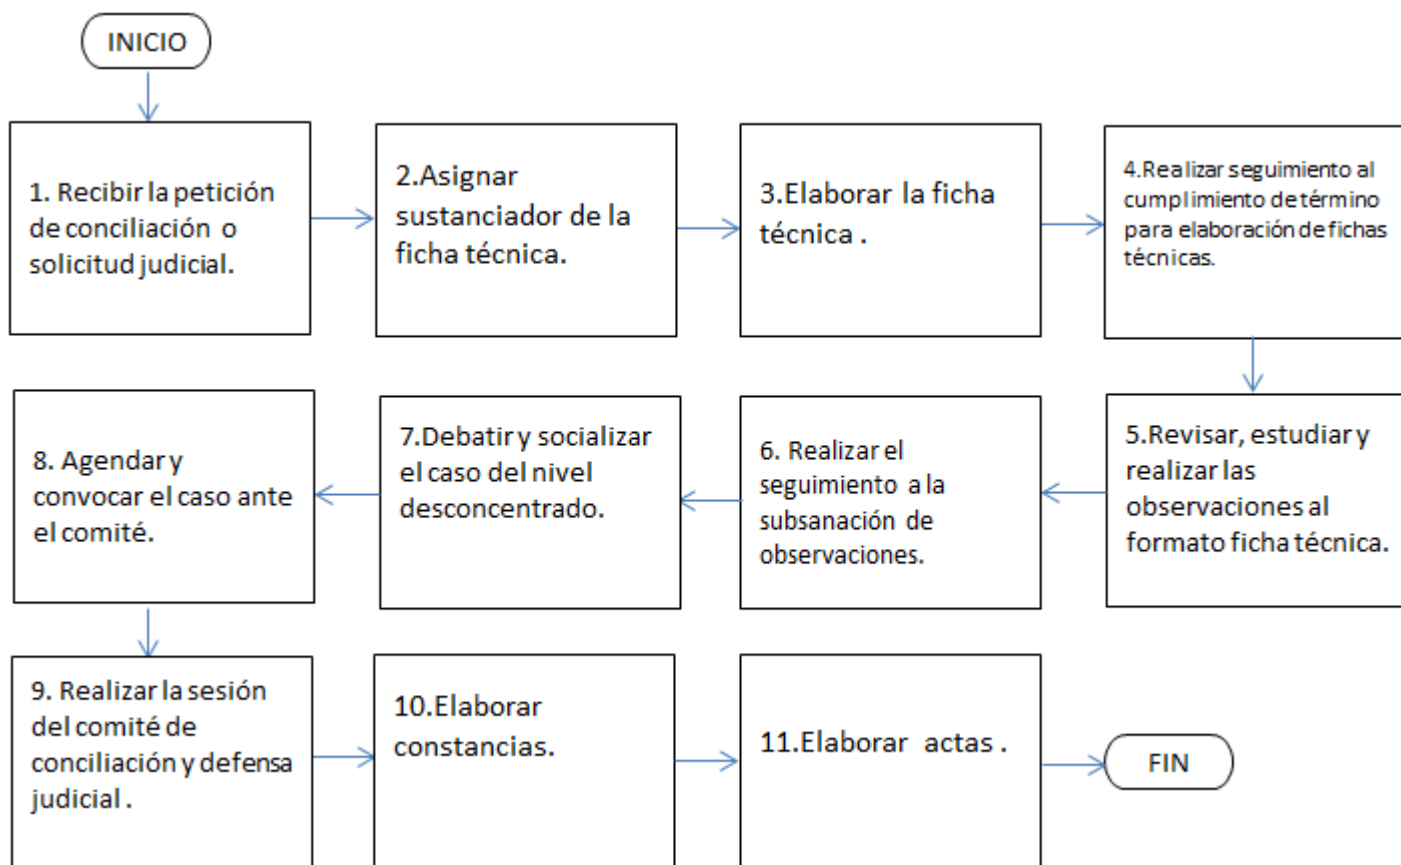 INICIO
1. Recibir la petición
de conciliación o
solicitud judicial.
2.Asignar
sustanciador de la
ficha técnica.
3.Elaborar la ficha
técnica .
4.Realizar seguimiento al
cumplimiento de término
para elaboración de fichas
técnicas.
5.Revisar, estudiar y
realizar las
observaciones al
formato ficha técnica.
6. Realizar el
seguimiento a la
subsanación de
observaciones.
7.Debatir y socializar
el caso del nivel
desconcentrado.
8. Agendar y
convocar el caso ante
el comité.
9. Realizar la sesión
del comité de
conciliación y defensa
judicial .
10.Elaborar
constancias.
11.Elaborar actas .
FIN